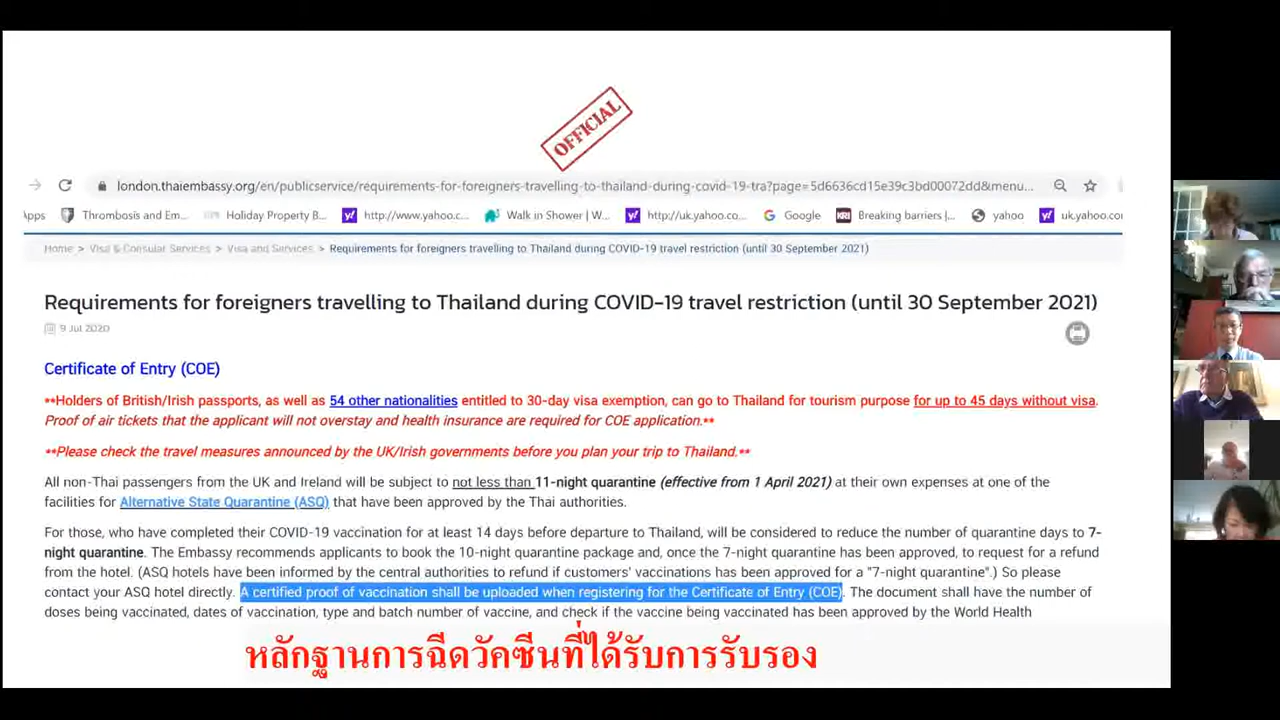 OFFICIAL
london.thaiembassy.org/en/publicservice/requirements-for-foreigners-travelling-to-thailand-during-covid-19-tra?page=5d6636cd15e39c3bd00072dd&menu...
Apps Thrombosis and Em... Holiday Property B... http://www.yahoo.c... Walk in Shower | W... http://uk.yahoo.co... Google KRI Breaking barriers |... yahoo uk.yahoo.co
Home > Visa & Consular Services > Visa and Services > Requirements for foreigners travelling to Thailand during COVID-19 travel restriction (until 30 September 2021)
Requirements for foreigners travelling to Thailand during COVID-19 travel restriction (until 30 September 2021)
9 Jul 2020
Certificate of Entry (COE)
**Holders of British/Irish passports, as well as 54 other nationalities entitled to 30-day visa exemption, can go to Thailand for tourism purpose for up to 45 days without visa.
Proof of air tickets that the applicant will not overstay and health insurance are required for COE application.**
**Please check the travel measures announced by the UK/Irish governments before you plan your trip to Thailand.**
All non-Thai passengers from the UK and Ireland will be subject to not less than 11-night quarantine (effective from 1 April 2021) at their own expenses at one of the
facilities for Alternative State Quarantine (ASQ) that have been approved by the Thai authorities.
For those, who have completed their COVID-19 vaccination for at least 14 days before departure to Thailand, will be considered to reduce the number of quarantine days to 7-
night quarantine. The Embassy recommends applicants to book the 10-night quarantine package and, once the 7-night quarantine has been approved, to request for a refund
from the hotel. (ASQ hotels have been informed by the central authorities to refund if customers' vaccinations has been approved for a "7-night quarantine".) So please
contact your ASQ hotel directly. A certified proof of vaccination shall be uploaded when registering for the Certificate of Entry (COE). The document shall have the number of
doses being vaccinated, dates of vaccination, type and batch number of vaccine, and check if the vaccine being vaccinated has been approved by the World Health
หลักฐานการฉีดวัคซีนที่ได้รับการรับรอง